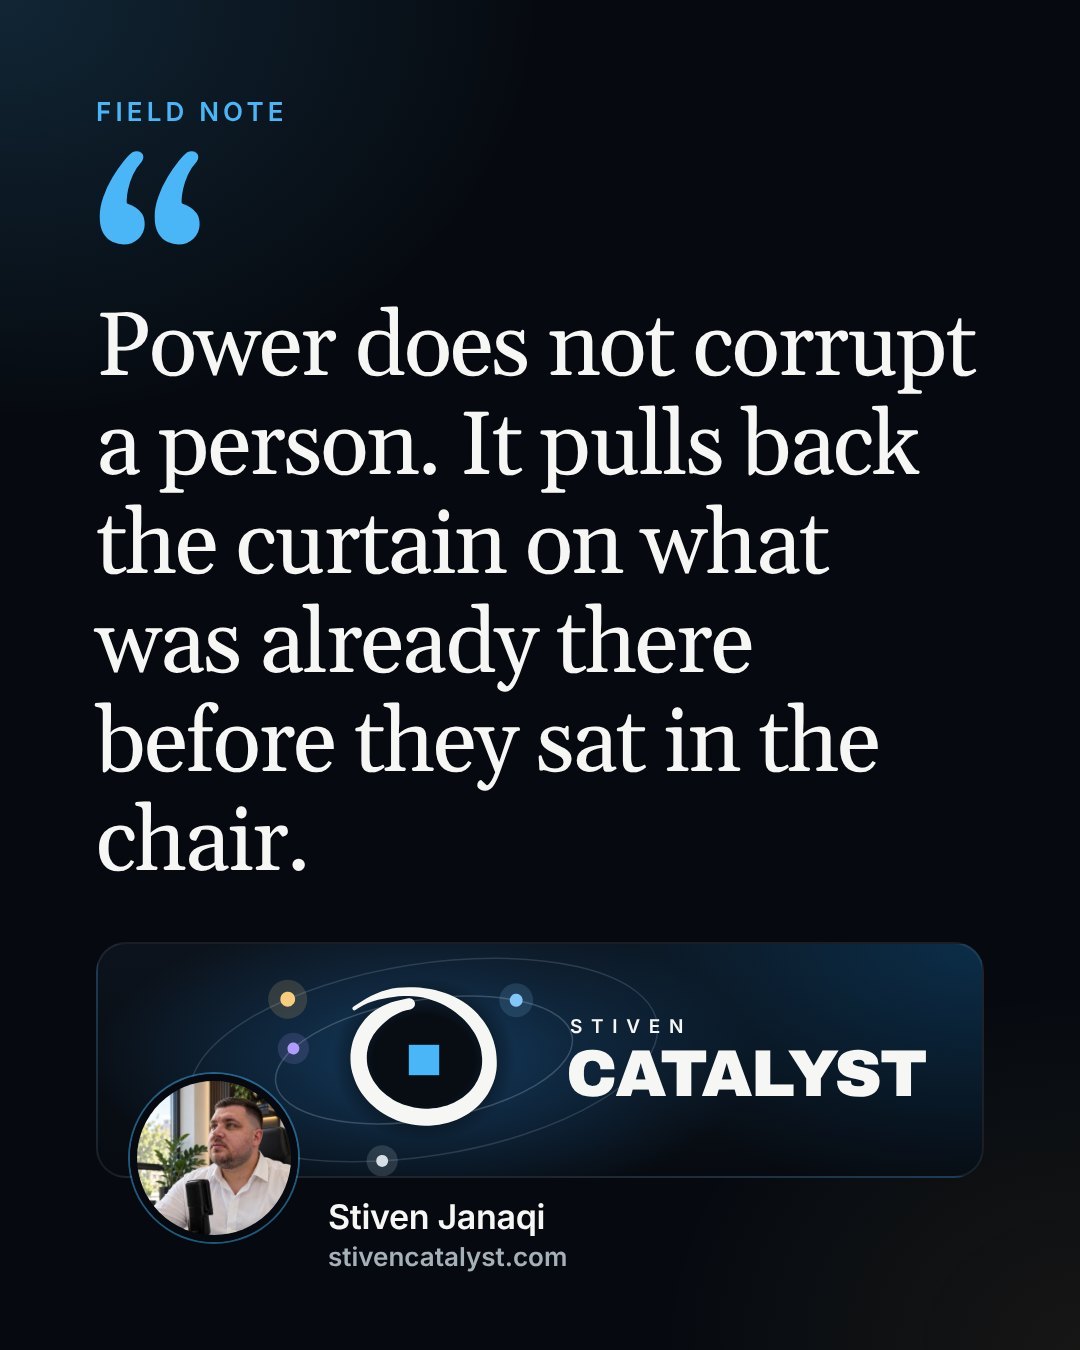 FIELD NOTE
“
Power does not corrupt
a person. It pulls back
the curtain on what
was already there
before they sat in the
chair.
STIVEN
CATALYST
Stiven Janaqi
stivencatalyst.com